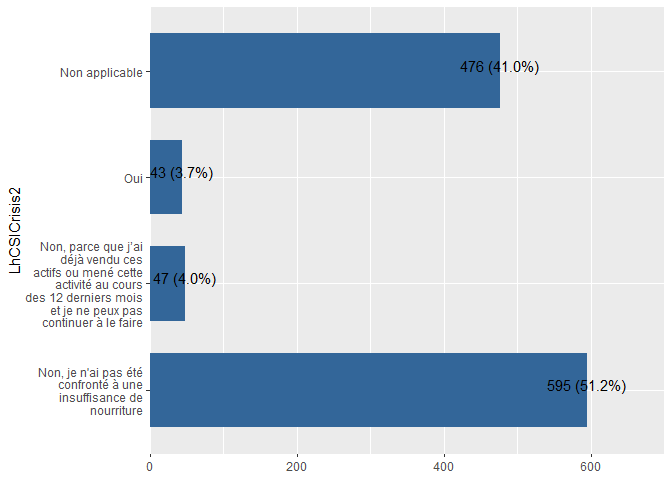 LhCSICrisis2
Non applicable
476 (41.0%)
Oui
43 (3.7%)
Non, parce que j'ai
déjà vendu ces
actifs ou mené cette
activité au cours
des 12 derniers mois
et je ne peux pas
continuer à le faire
47 (4.0%)
Non, je n'ai pas été
confronté à une
insuffisance de
nourriture
595 (51.2%)
0
200
400
600